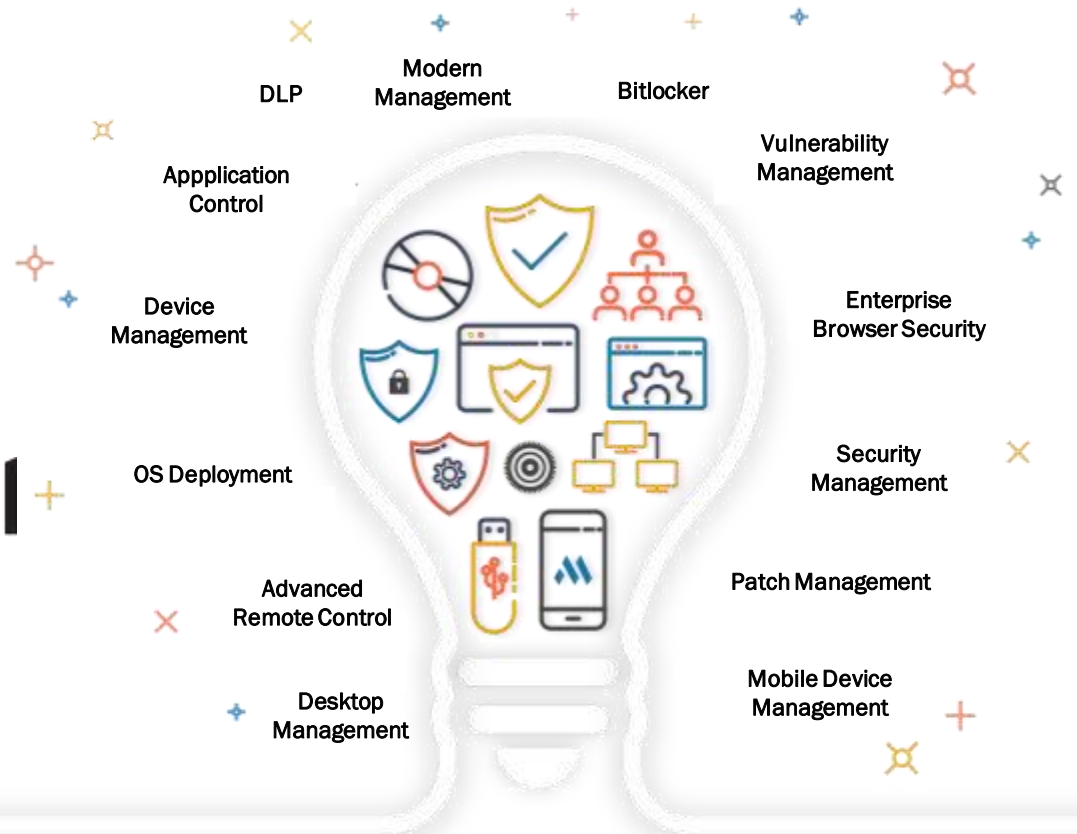 Modern
Management
DLP
Bitlocker
Vulnerability
Management
Appplication
Control
Device
Management
Enterprise
Browser Security
OS Deployment
Security
Management
Advanced
Remote Control
Patch Management
Desktop
Management
Mobile Device
Management